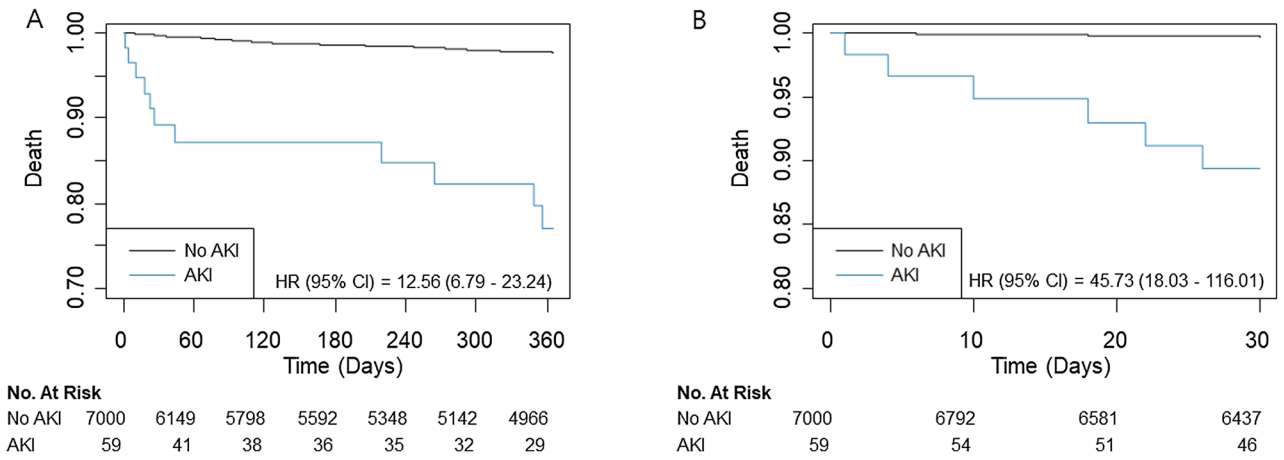 A
Death
1.00
0.90
0.80
0.70
No AKI
AKI
HR (95% CI) = 12.56 (6.79 - 23.24)
0 60 120 180 240 300 360
Time (Days)
No. At Risk
No AKI 7000 6149 5798 5592 5348 5142 4966
AKI 59 41 38 36 35 32 29
B
Death
1.00
0.95
0.90
0.85
0.80
No AKI
AKI
HR (95% CI) = 45.73 (18.03 - 116.01)
0 10 20 30
Time (Days)
No. At Risk
No AKI 7000 6792 6581 6437
AKI 59 54 51 46